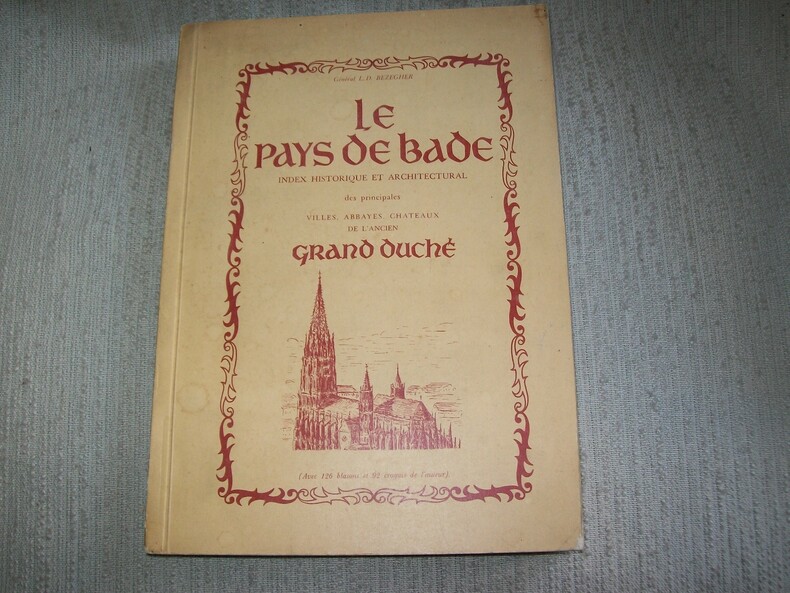 Général L. D. BEZEGHER
LE
PAYS DE BADE
INDEX HISTORIQUE ET ARCHITECTURAL
des principales
VILLES, ABBAYES, CHATEAUX
DE L'ANCIEN
GRAND DUCHÉ
(Avec 126 blasons et 92 croquis de l'auteur)